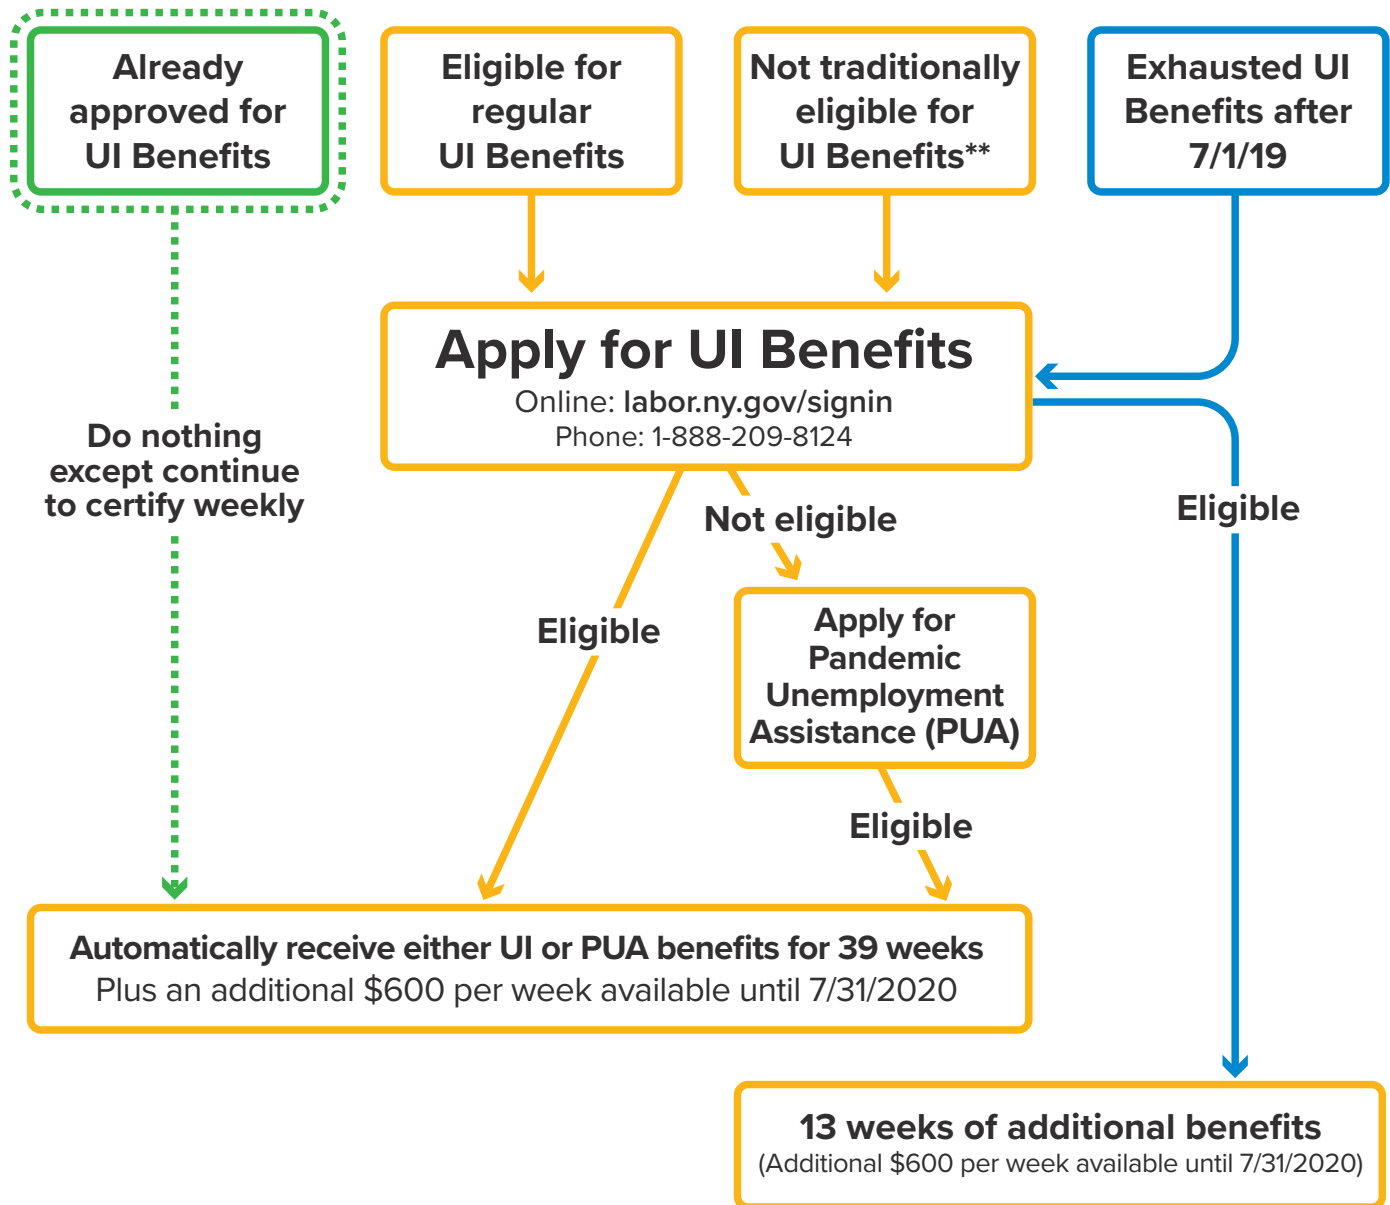 Already
approved for
UI Benefits
Eligible for
regular
UI Benefits
Not traditionally
eligible for
UI Benefits**
Exhausted UI
Benefits after
7/1/19
Apply for UI Benefits
Online: labor.ny.gov/signin
Phone: 1-888-209-8124
Do nothing
except continue
to certify weekly
Not eligible
Eligible
Eligible
Apply for
Pandemic
Unemployment
Assistance (PUA)
Eligible
Automatically receive either UI or PUA benefits for 39 weeks
Plus an additional $600 per week available until 7/31/2020
13 weeks of additional benefits
(Additional $600 per week available until 7/31/2020)